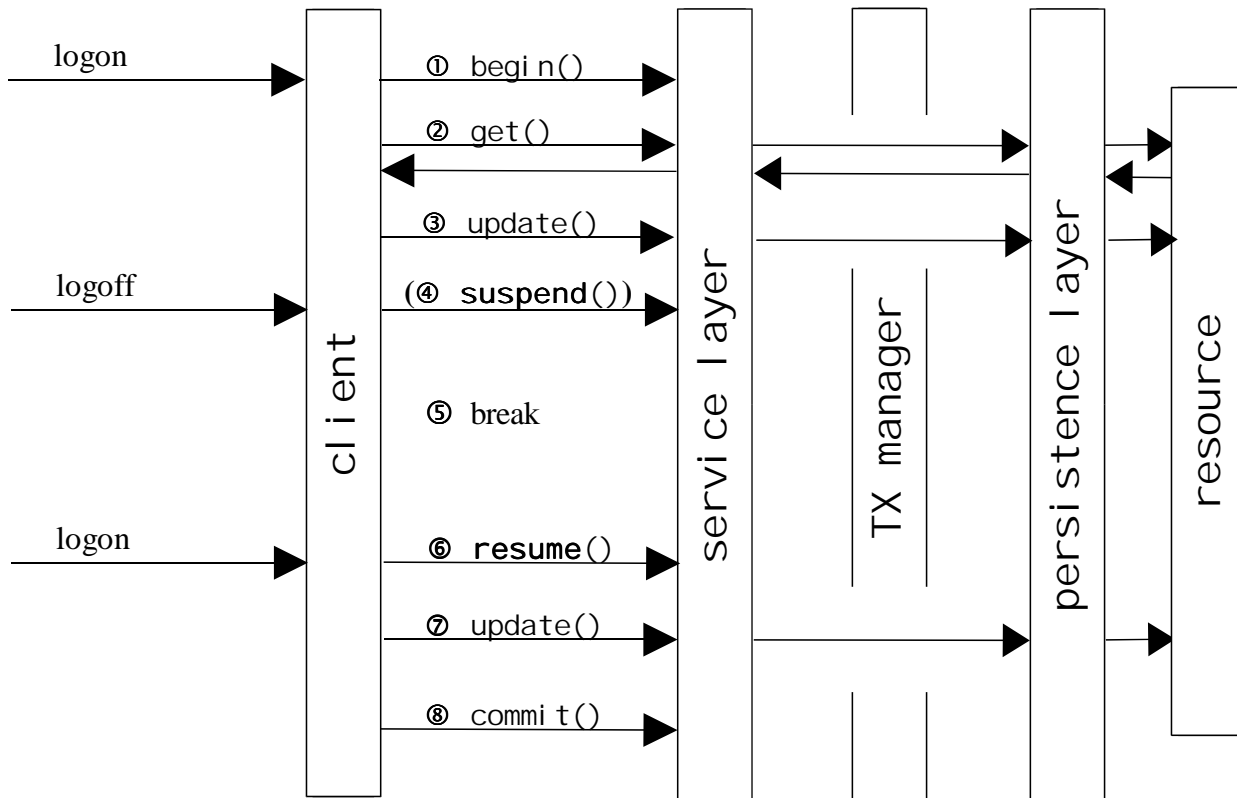 logon
① begin()
② get()
③ update()
logoff
(④ suspend())
⑤ break
logon
⑥ resume()
⑦ update()
⑧ commit()
client
service layer
TX manager
persistence layer
resource